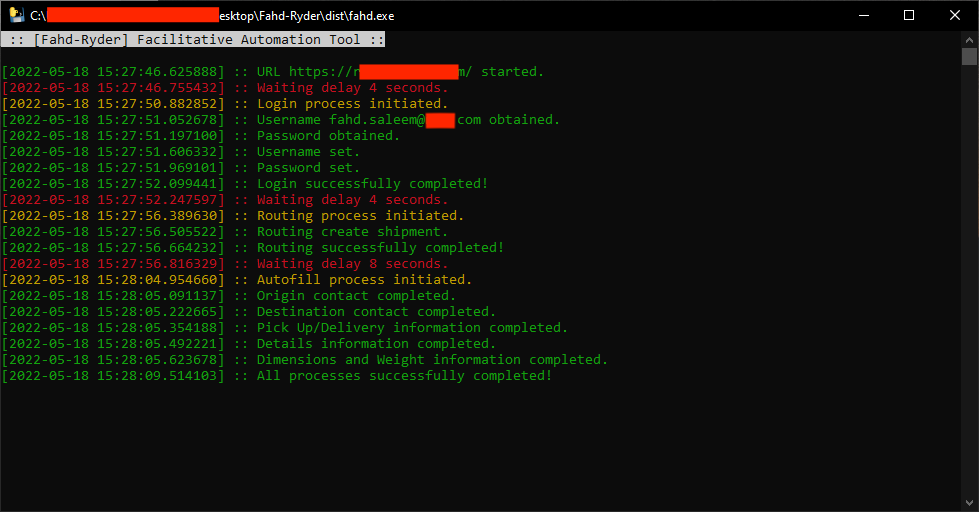 C:\esktop\Fahd-Ryder\dist\fahd.exe
:: [Fahd-Ryder] Facilitative Automation Tool ::
[2022-05-18 15:27:46.625888] :: URL https://r m/ started.
[2022-05-18 15:27:46.755432] :: Waiting delay 4 seconds.
[2022-05-18 15:27:50.882852] :: Login process initiated.
[2022-05-18 15:27:51.052678] :: Username fahd.saleem@ com obtained.
[2022-05-18 15:27:51.197100] :: Password obtained.
[2022-05-18 15:27:51.606332] :: Username set.
[2022-05-18 15:27:51.969101] :: Password set.
[2022-05-18 15:27:52.099441] :: Login successfully completed!
[2022-05-18 15:27:52.247597] :: Waiting delay 4 seconds.
[2022-05-18 15:27:56.389630] :: Routing process initiated.
[2022-05-18 15:27:56.505522] :: Routing create shipment.
[2022-05-18 15:27:56.664232] :: Routing successfully completed!
[2022-05-18 15:27:56.816329] :: Waiting delay 8 seconds.
[2022-05-18 15:28:04.954660] :: Autofill process initiated.
[2022-05-18 15:28:05.091137] :: Origin contact completed.
[2022-05-18 15:28:05.222665] :: Destination contact completed.
[2022-05-18 15:28:05.354188] :: Pick Up/Delivery information completed.
[2022-05-18 15:28:05.492221] :: Details information completed.
[2022-05-18 15:28:05.623678] :: Dimensions and Weight information completed.
[2022-05-18 15:28:09.514103] :: All processes successfully completed!